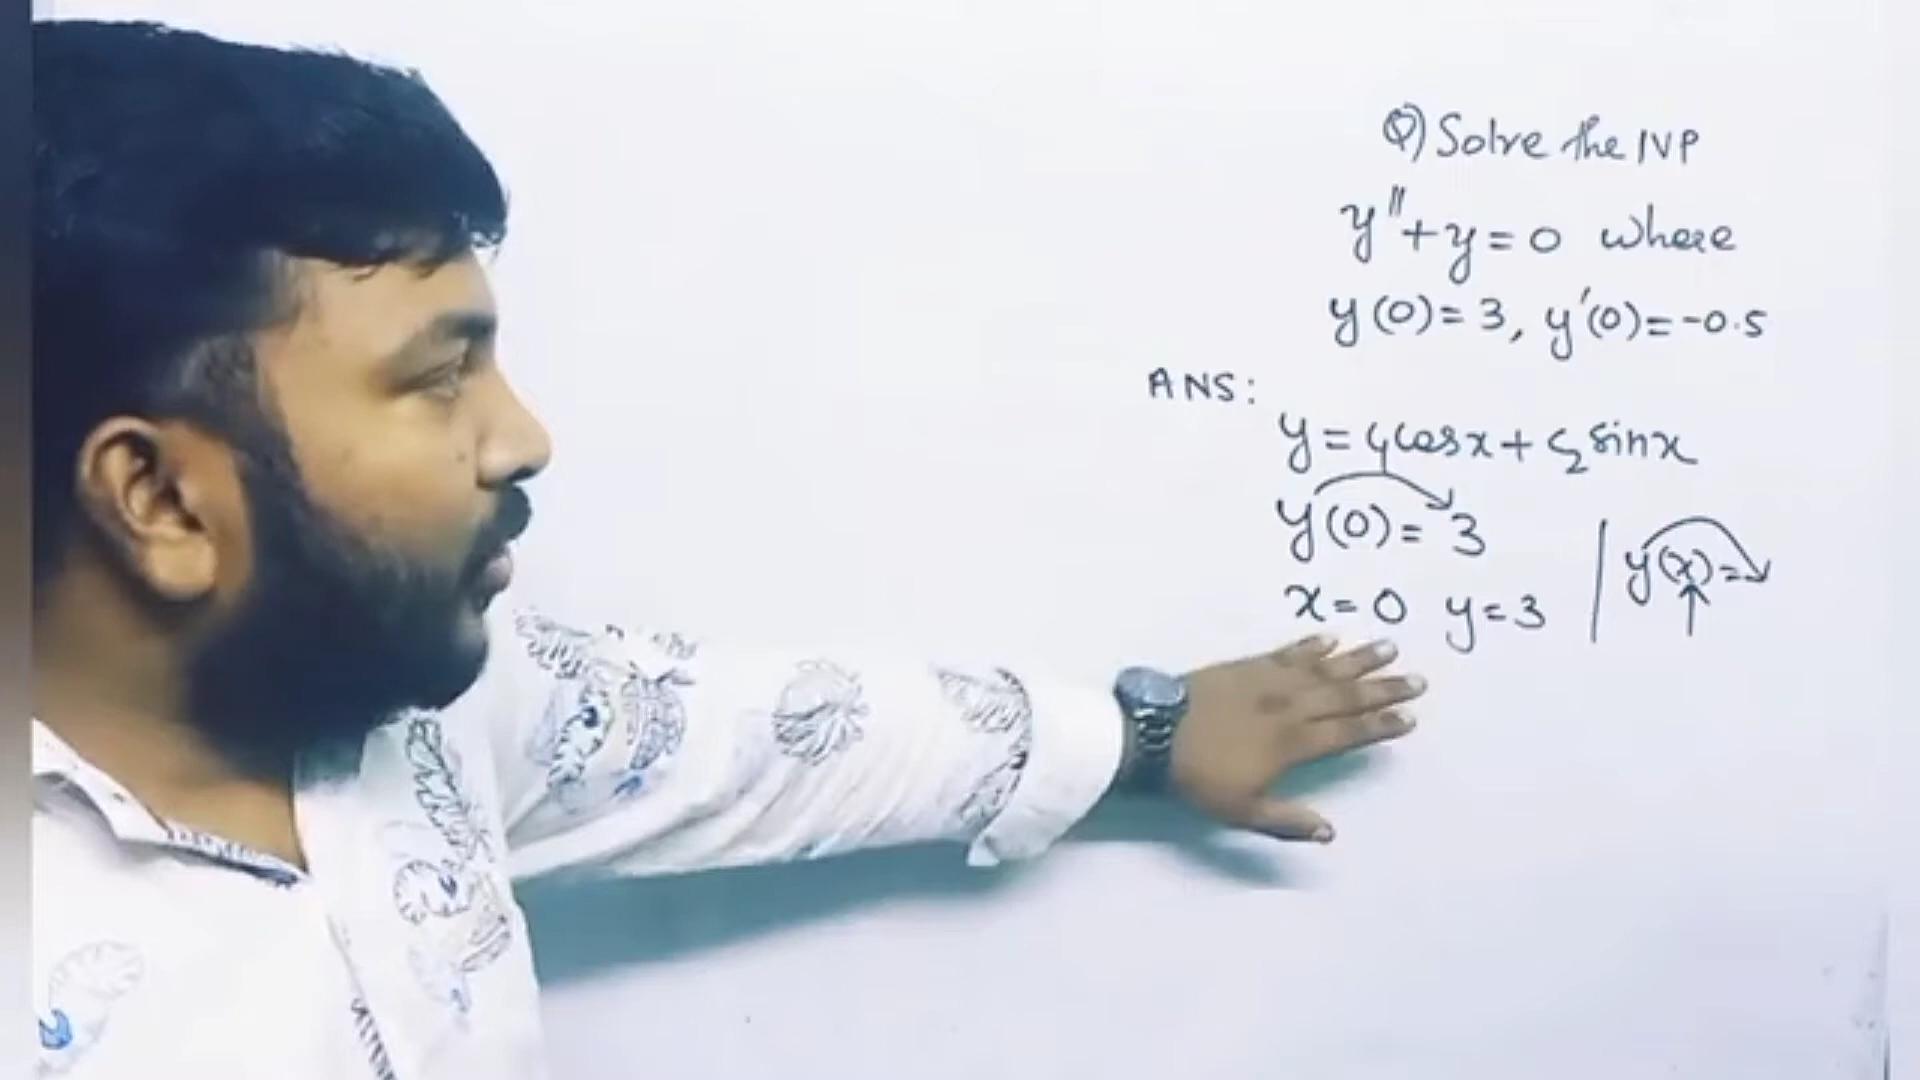 Q) Solve the IVP
y''+y=0 where
y(0)=3, y'(0)=-0.5
ANS:
y=c₁cosx+c₂sinx
y(0)=3
x=0 y=3 | y(x)=